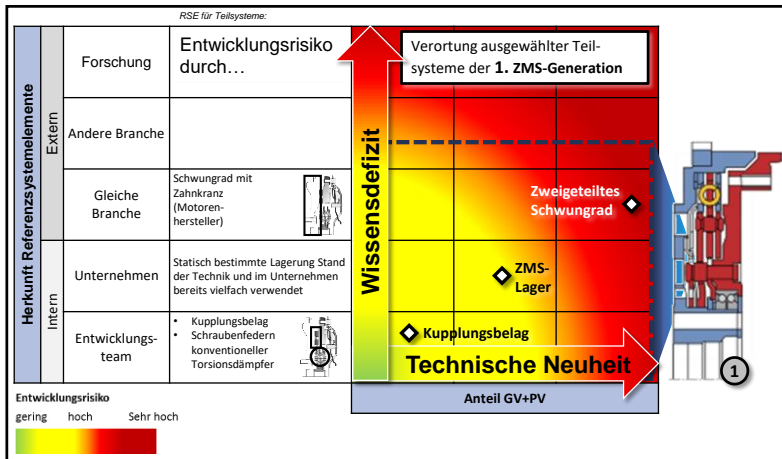 RSE für Teilsysteme:
Herkunft Referenzsystemelemente
Extern
Intern
Forschung
Entwicklungsrisiko
durch…
Andere Branche
Gleiche
Branche
Schwungrad mit
Zahnkranz
(Motoren-
hersteller)
Unternehmen
Statisch bestimmte Lagerung Stand
der Technik und im Unternehmen
bereits vielfach verwendet
Entwicklungs-
team
• Kupplungsbelag
• Schraubenfedern
konventioneller
Torsionsdämpfer
Wissensdefizit
Verortung ausgewählter Teil-
systeme der 1. ZMS-Generation
Zweigeteiltes
Schwungrad
ZMS-
Lager
Kupplungsbelag
Technische Neuheit
Anteil GV+PV
1
Entwicklungsrisiko
gering hoch Sehr hoch